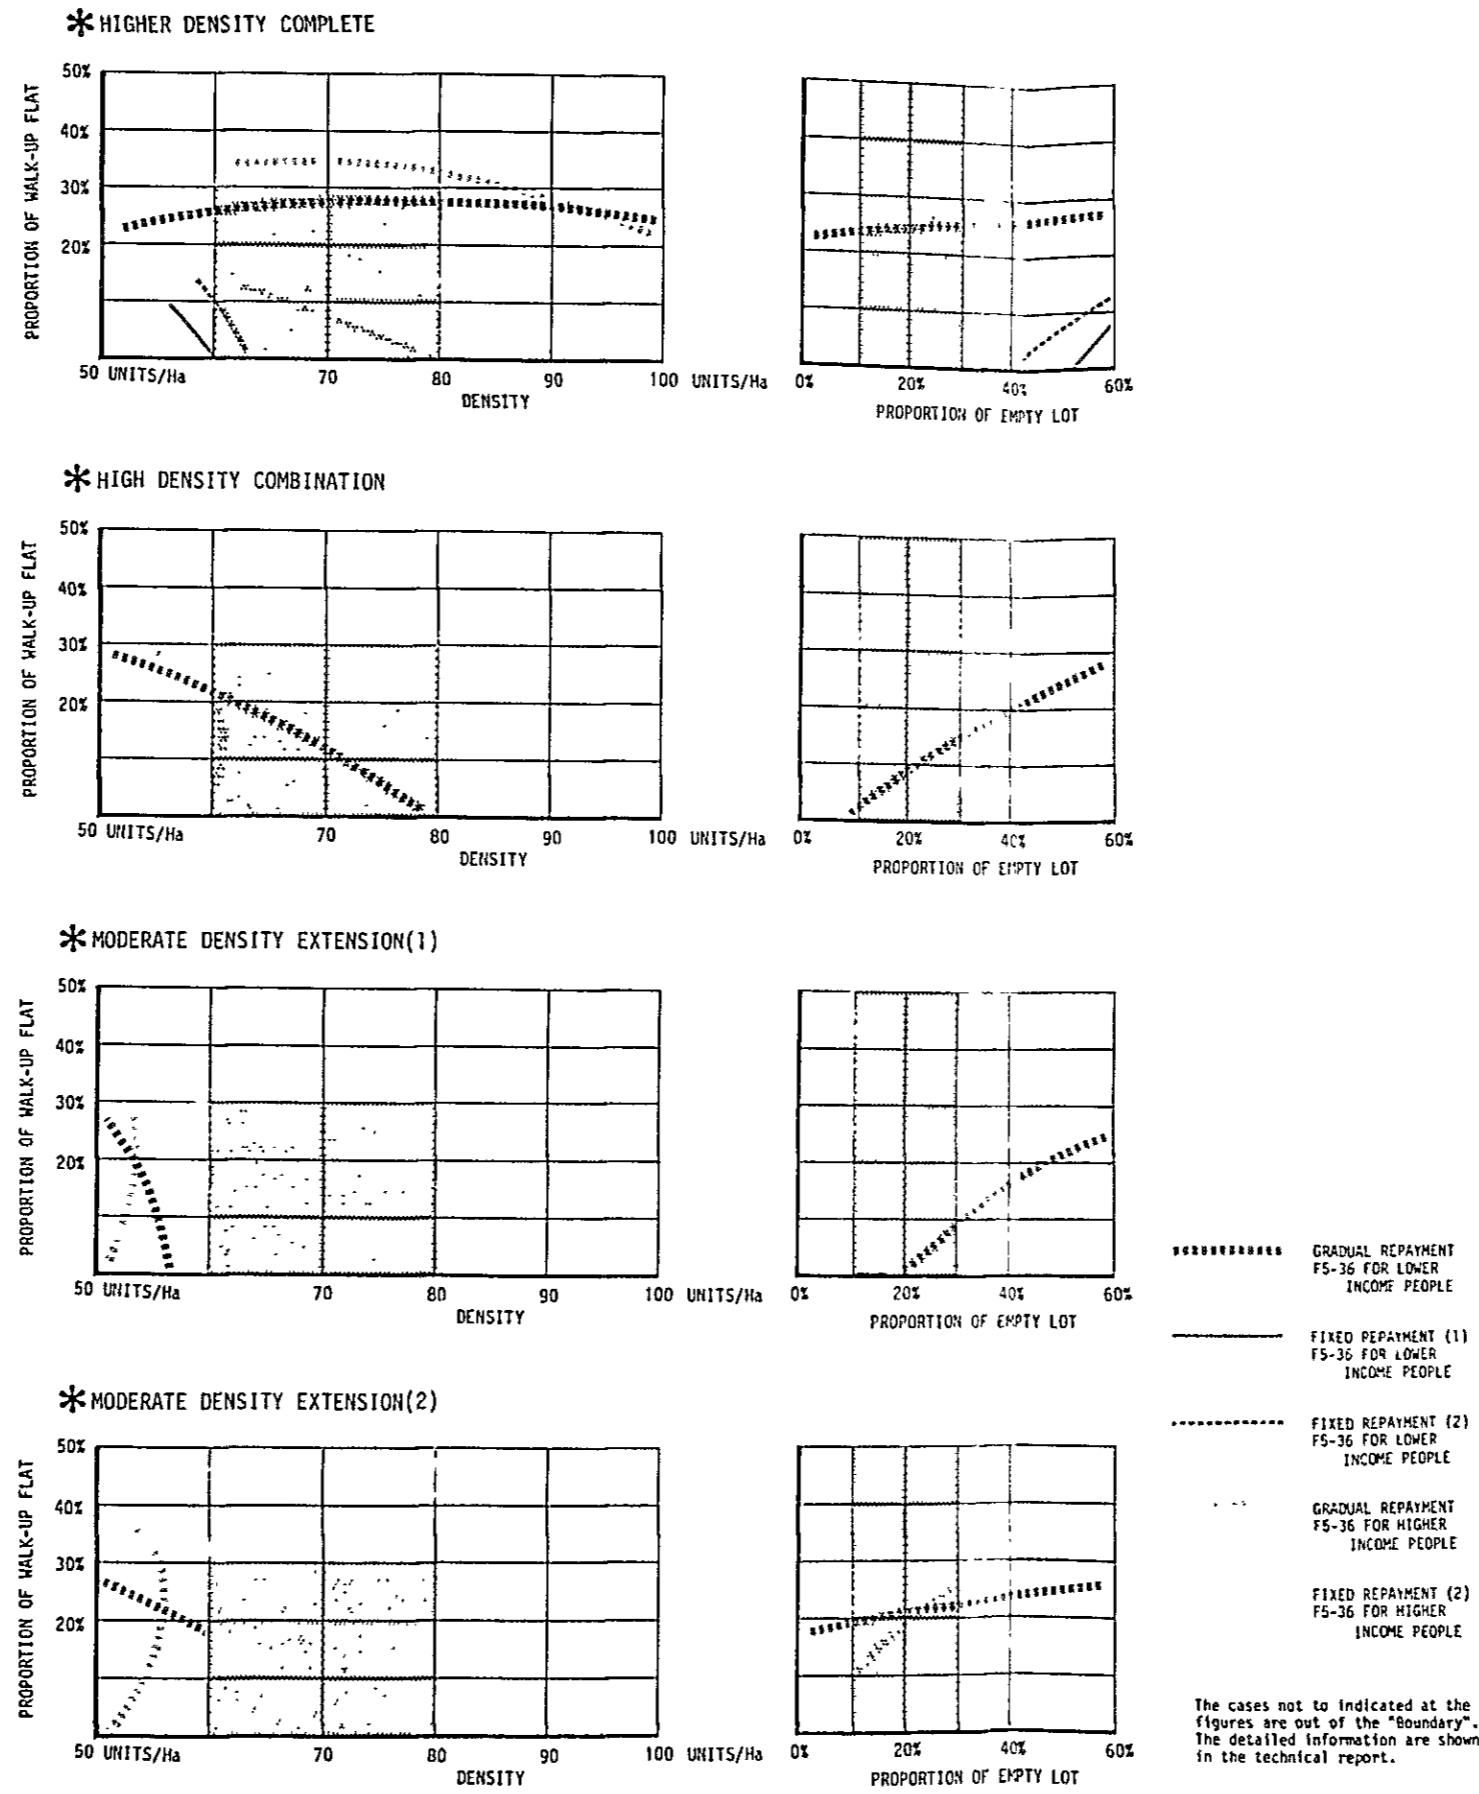 *HIGHER DENSITY COMPLETE
PROPORTION OF WALK-UP FLAT
50%
40%
30%
20%
50 UNITS/Ha 70 80 90 100 UNITS/Ha
DENSITY
0% 20% 40% 60%
PROPORTION OF EMPTY LOT
*HIGH DENSITY COMBINATION
PROPORTION OF WALK-UP FLAT
50%
40%
30%
20%
50 UNITS/Ha 70 80 90 100 UNITS/Ha
DENSITY
0% 20% 40% 60%
PROPORTION OF EMPTY LOT
*MODERATE DENSITY EXTENSION(1)
PROPORTION OF WALK-UP FLAT
50%
40%
30%
20%
50 UNITS/Ha 70 80 90 100 UNITS/Ha
DENSITY
0% 20% 40% 60%
PROPORTION OF EMPTY LOT
*MODERATE DENSITY EXTENSION(2)
PROPORTION OF WALK-UP FLAT
50%
40%
30%
20%
50 UNITS/Ha 70 80 90 100 UNITS/Ha
DENSITY
0% 20% 40% 60%
PROPORTION OF EMPTY LOT
GRADUAL REPAYMENT
F5-36 FOR LOWER
INCOME PEOPLE
FIXED REPAYMENT (1)
F5-36 FOR LOWER
INCOME PEOPLE
FIXED REPAYMENT (2)
F5-36 FOR LOWER
INCOME PEOPLE
GRADUAL REPAYMENT
F5-36 FOR HIGHER
INCOME PEOPLE
FIXED REPAYMENT (2)
F5-36 FOR HIGHER
INCOME PEOPLE
The cases not to indicated at the
figures are out of the "Boundary".
The detailed information are shown
in the technical report.